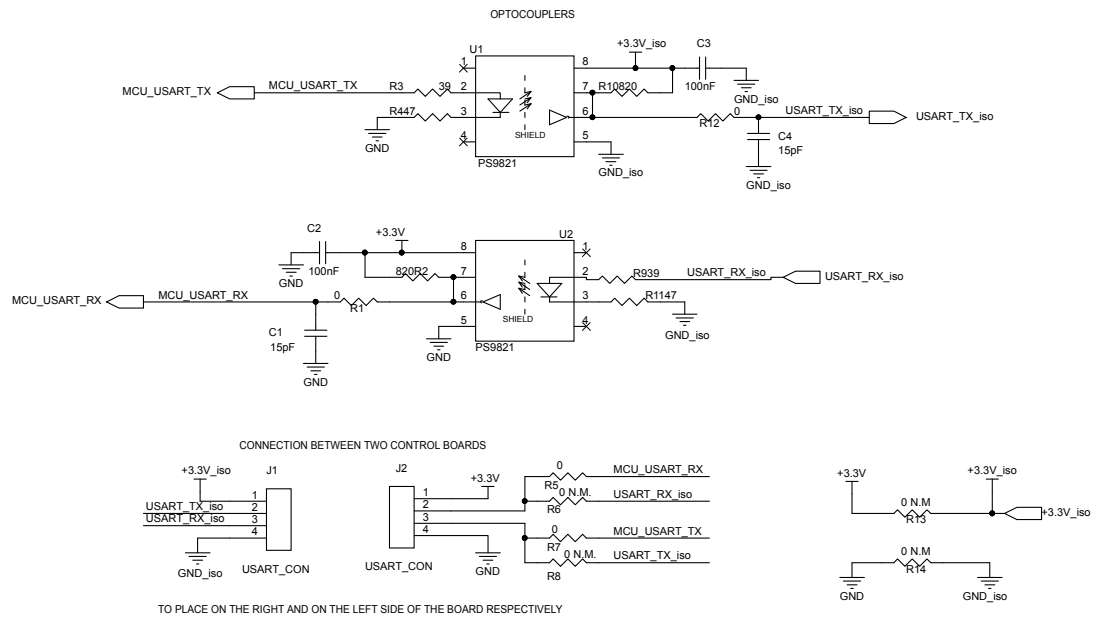 OPTOCOUPLERS
U1
+3.3V_iso
C3
100nF
GND_iso
1
2
3
4
8
7
6
5
MCU_USART_TX
MCU_USART_TX
R3
39
R447
GND
SHIELD
PS9821
R10820
R12
0
USART_TX_iso
USART_TX_iso
C4
15pF
GND_iso
GND_iso
C2
100nF
GND
+3.3V
U2
8
7
6
5
1
2
3
4
820R2
MCU_USART_RX
MCU_USART_RX
0
R1
C1
15pF
GND
GND
SHIELD
PS9821
R939
USART_RX_iso
USART_RX_iso
R1147
GND_iso
CONNECTION BETWEEN TWO CONTROL BOARDS
+3.3V_iso
J1
1
2
3
4
USART_TX_iso
USART_RX_iso
GND_iso
USART_CON
J2
1
2
3
4
USART_CON
+3.3V
GND
0
R5
MCU_USART_RX
0 N.M.
R6
USART_RX_iso
0
R7
MCU_USART_TX
0 N.M.
R8
USART_TX_iso
+3.3V
+3.3V_iso
0 N.M
R13
+3.3V_iso
0 N.M
R14
GND
GND_iso
TO PLACE ON THE RIGHT AND ON THE LEFT SIDE OF THE BOARD RESPECTIVELY